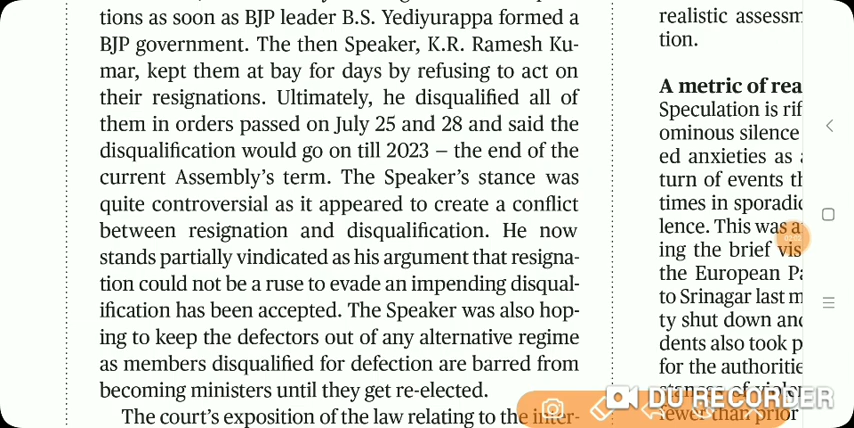 tions as soon as BJP leader B.S. Yediyurappa formed a
BJP government. The then Speaker, K.R. Ramesh Ku-
mar, kept them at bay for days by refusing to act on
their resignations. Ultimately, he disqualified all of
them in orders passed on July 25 and 28 and said the
disqualification would go on till 2023 – the end of the
current Assembly's term. The Speaker's stance was
quite controversial as it appeared to create a conflict
between resignation and disqualification. He now
stands partially vindicated as his argument that resigna-
tion could not be a ruse to evade an impending disqual-
ification has been accepted. The Speaker was also hop-
ing to keep the defectors out of any alternative regime
as members disqualified for defection are barred from
becoming ministers until they get re-elected.
The court's exposition of the law relating to the inter-
realistic assessm
tion.
A metric of rea
Speculation is rif
ominous silence
ed anxieties as
turn of events th
times in sporadic
lence. This was a
ing the brief vis
the European Pa
to Srinagar last m
ty shut down and
dents also took p
for the authoritie
stances of violen
fewer than prior
DU RECORDER